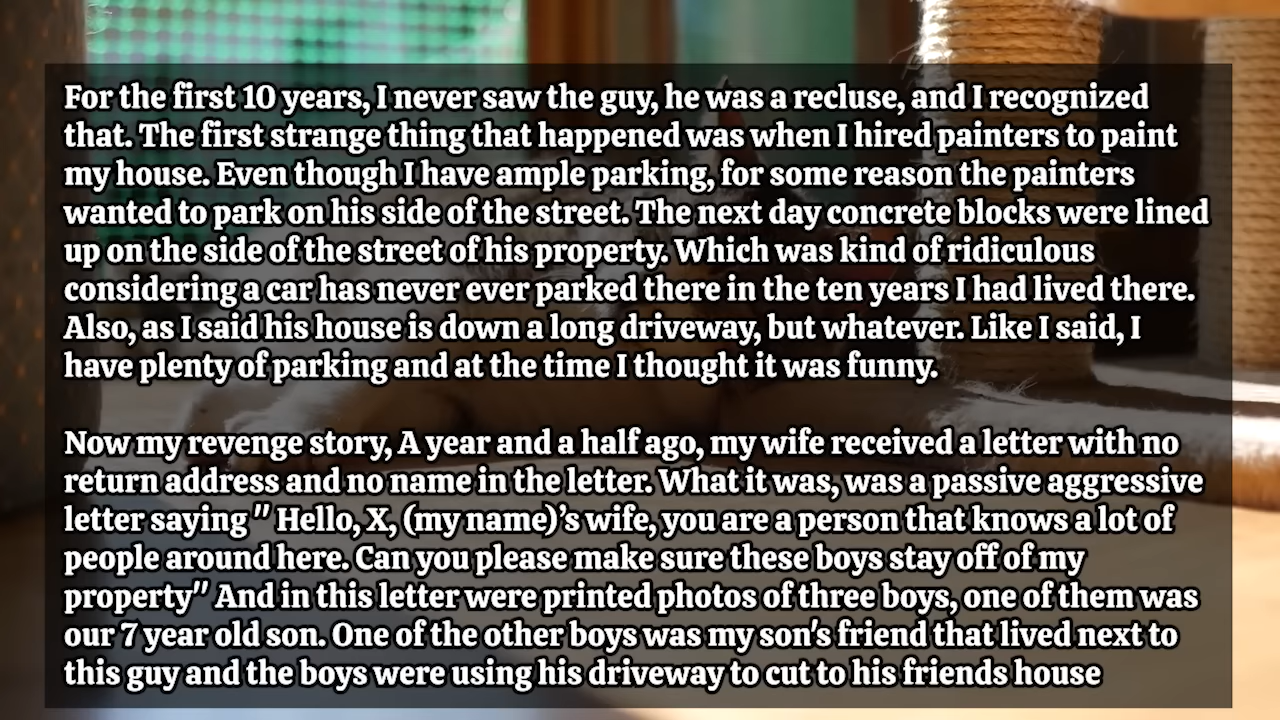 For the first 10 years, I never saw the guy, he was a recluse, and I recognized
that. The first strange thing that happened was when I hired painters to paint
my house. Even though I have ample parking, for some reason the painters
wanted to park on his side of the street. The next day concrete blocks were lined
up on the side of the street of his property. Which was kind of ridiculous
considering a car has never ever parked there in the ten years I had lived there.
Also, as I said his house is down a long driveway, but whatever. Like I said, I
have plenty of parking and at the time I thought it was funny.
Now my revenge story, A year and a half ago, my wife received a letter with no
return address and no name in the letter. What it was, was a passive aggressive
letter saying " Hello, X, (my name)’s wife, you are a person that knows a lot of
people around here. Can you please make sure these boys stay off of my
property" And in this letter were printed photos of three boys, one of them was
our 7 year old son. One of the other boys was my son's friend that lived next to
this guy and the boys were using his driveway to cut to his friends house